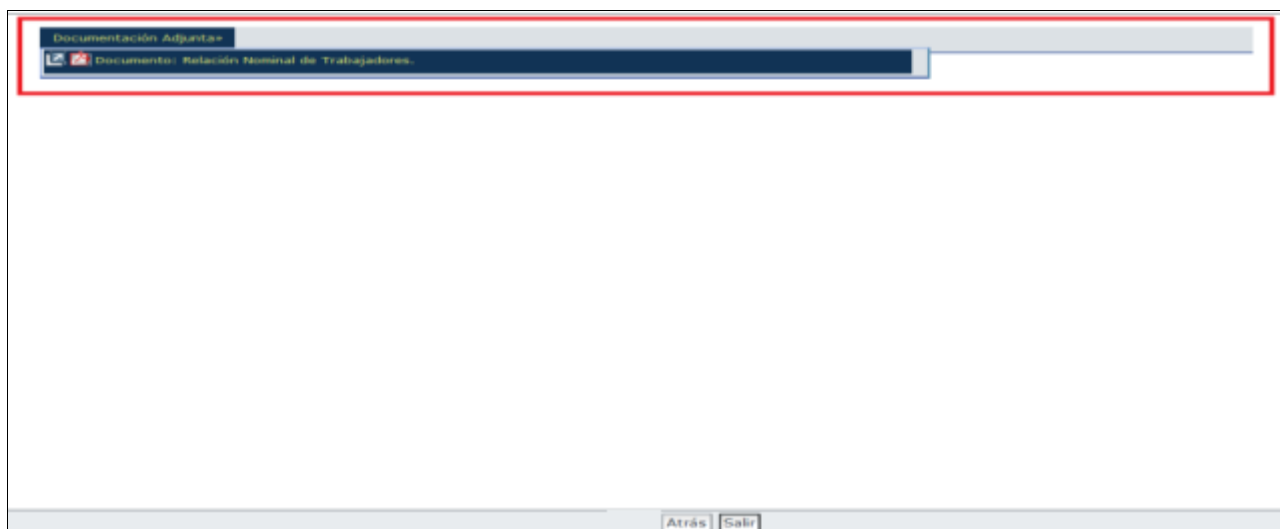 Documentación Adjunta»
Documento: Relación Nominal de Trabajadores.
Atrás Salir